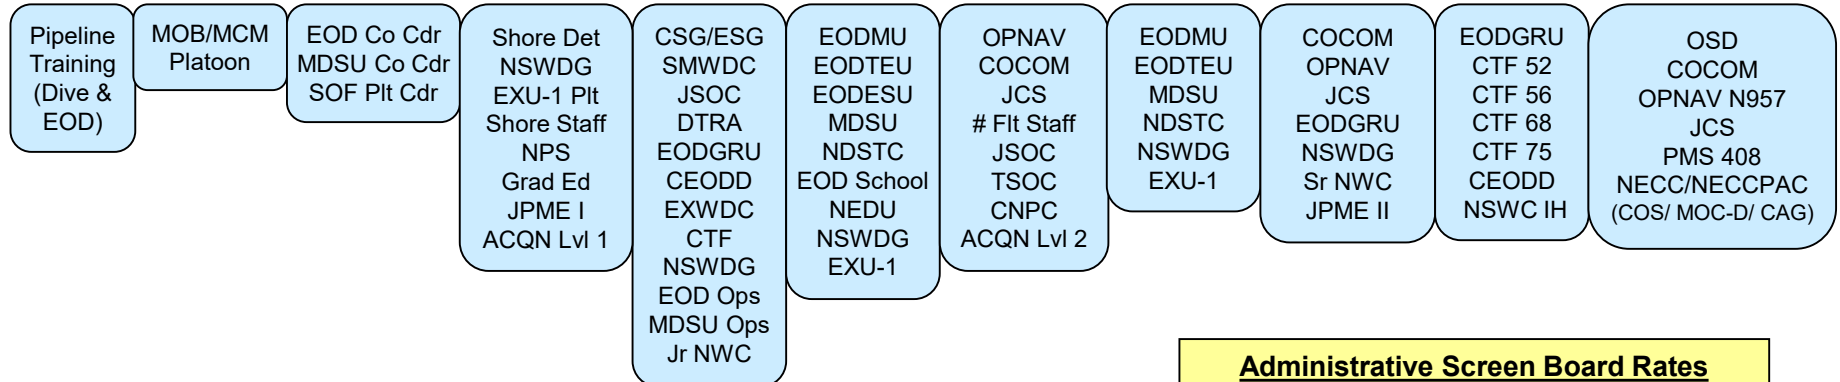 Pipeline
Training
(Dive &
EOD)
MOB/MCM
Platoon
EOD Co Cdr
MDSU Co Cdr
SOF Plt Cdr
Shore Det
NSWDG
EXU-1 Plt
Shore Staff
NPS
Grad Ed
JPME I
ACQN Lvl 1
CSG/ESG
SMWDC
JSOC
DTRA
EODGRU
CEODD
EXWDC
CTF
NSWDG
EOD Ops
MDSU Ops
Jr NWC
EODMU
EODTEU
EODESU
MDSU
NDSTC
EOD School
NEDU
NSWDG
EXU-1
OPNAV
COCOM
JCS
# Flt Staff
JSOC
TSOC
CNPC
ACQN Lvl 2
EODMU
EODTEU
MDSU
NDSTC
NSWDG
EXU-1
COCOM
OPNAV
JCS
EODGRU
NSWDG
Sr NWC
JPME II
EODGRU
CTF 52
CTF 56
CTF 68
CTF 75
CEODD
NSWC IH
OSD
COCOM
OPNAV N957
JCS
PMS 408
NECC/NECCPAC
(COS/ MOC-D/ CAG)
Administrative Screen Board Rates